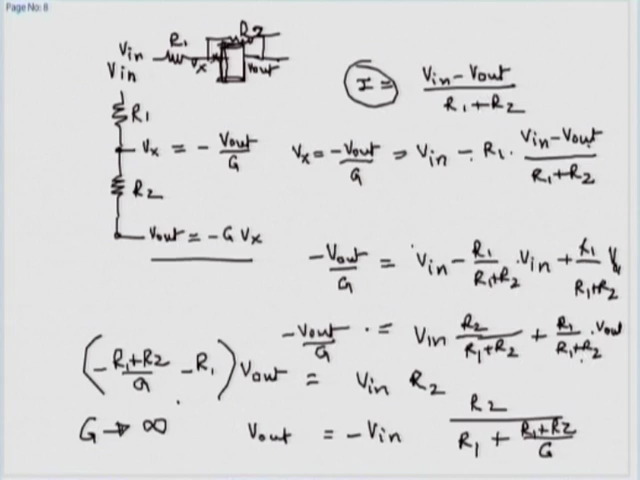 Page No: 8
R2
Vin R1 Vx Vout
Vin
I = Vin - Vout / R1 + R2
R1
Vx = - Vout / G
Vx = -Vout / G = Vin - R1 . Vin - Vout / R1 + R2
R2
Vout = - G Vx
-Vout / G = Vin - R1 / R1+R2 . Vin + R1 / R1+R2 V
-Vout / G = Vin R2 / R1+R2 + R1 / R1+R2 . Vout
( - R1+R2 / G - R1 ) Vout = Vin R2
G → ∞ Vout = - Vin R2 / R1 + R1+R2 / G